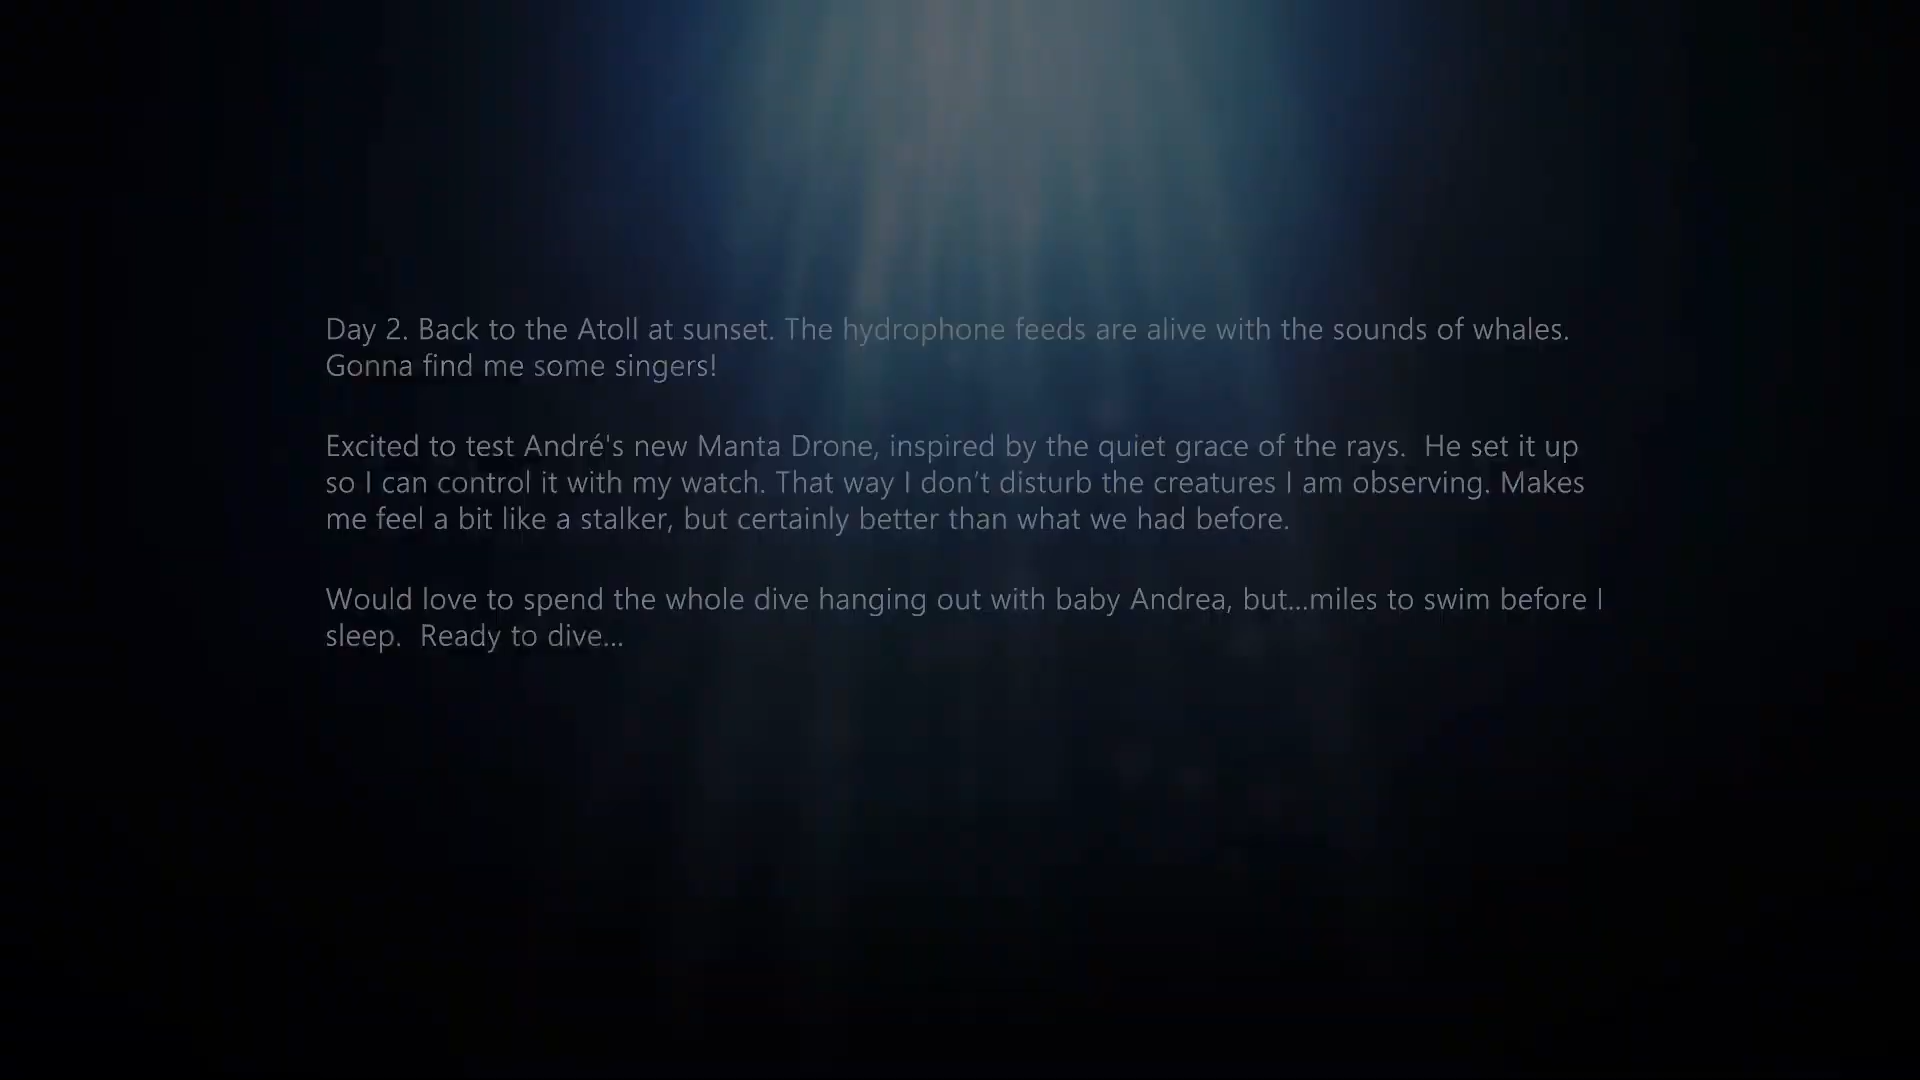 Day 2. Back to the Atoll at sunset. The hydrophone feeds are alive with the sounds of whales.
Gonna find me some singers!
Excited to test André's new Manta Drone, inspired by the quiet grace of the rays.  He set it up
so I can control it with my watch. That way I don’t disturb the creatures I am observing. Makes
me feel a bit like a stalker, but certainly better than what we had before.
Would love to spend the whole dive hanging out with baby Andrea, but...miles to swim before I
sleep.  Ready to dive...